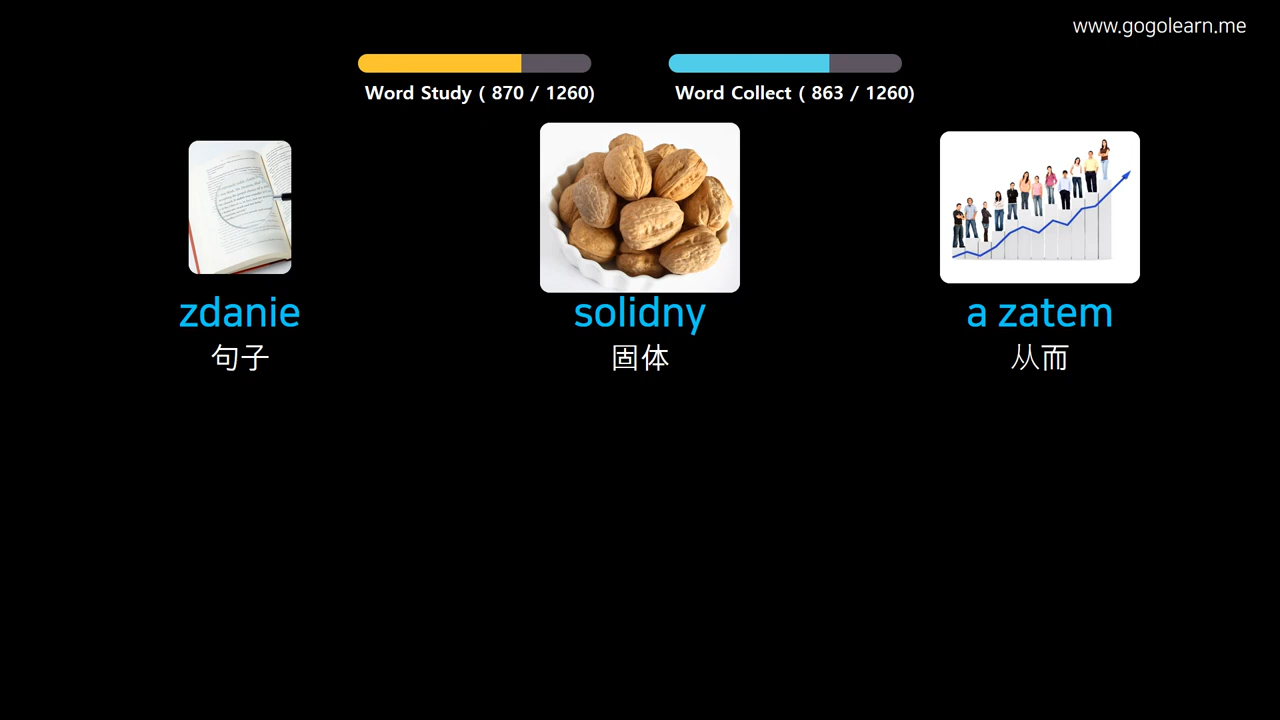 www.gogolearn.me
Word Study ( 870 / 1260)
Word Collect ( 863 / 1260)
zdanie
句子
solidny
固体
a zatem
从而